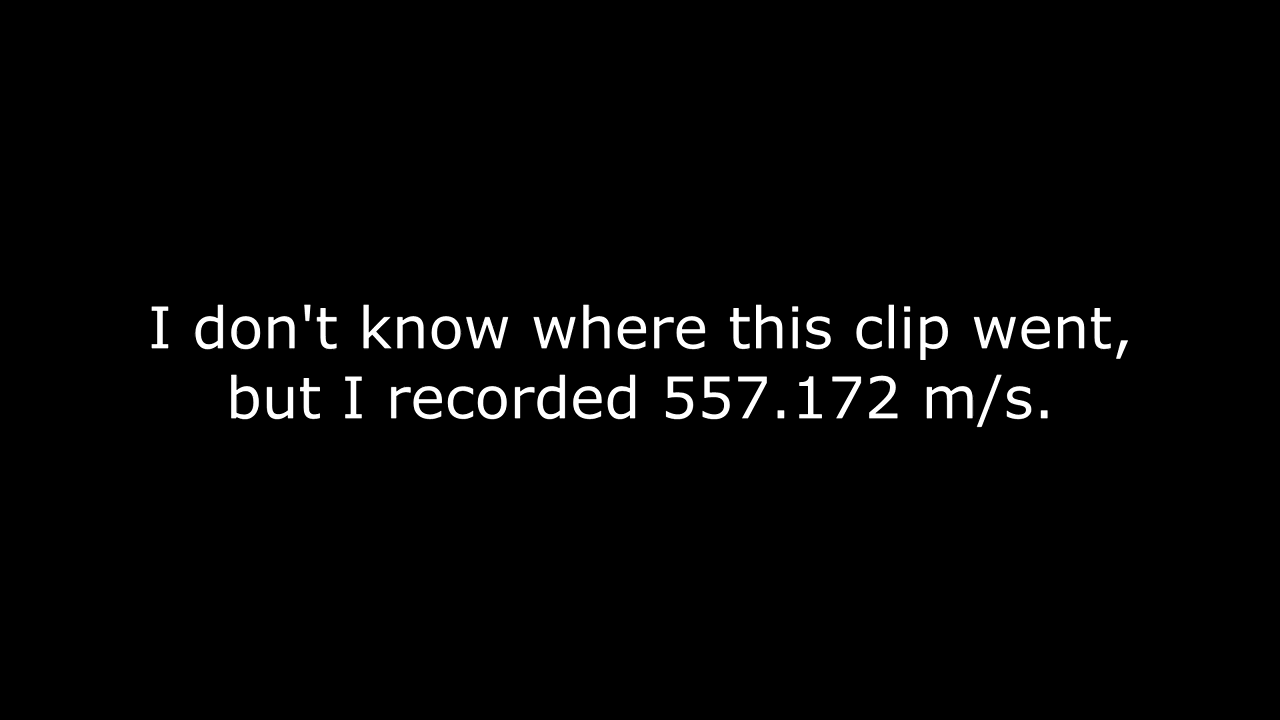 I don't know where this clip went,
but I recorded 557.172 m/s.